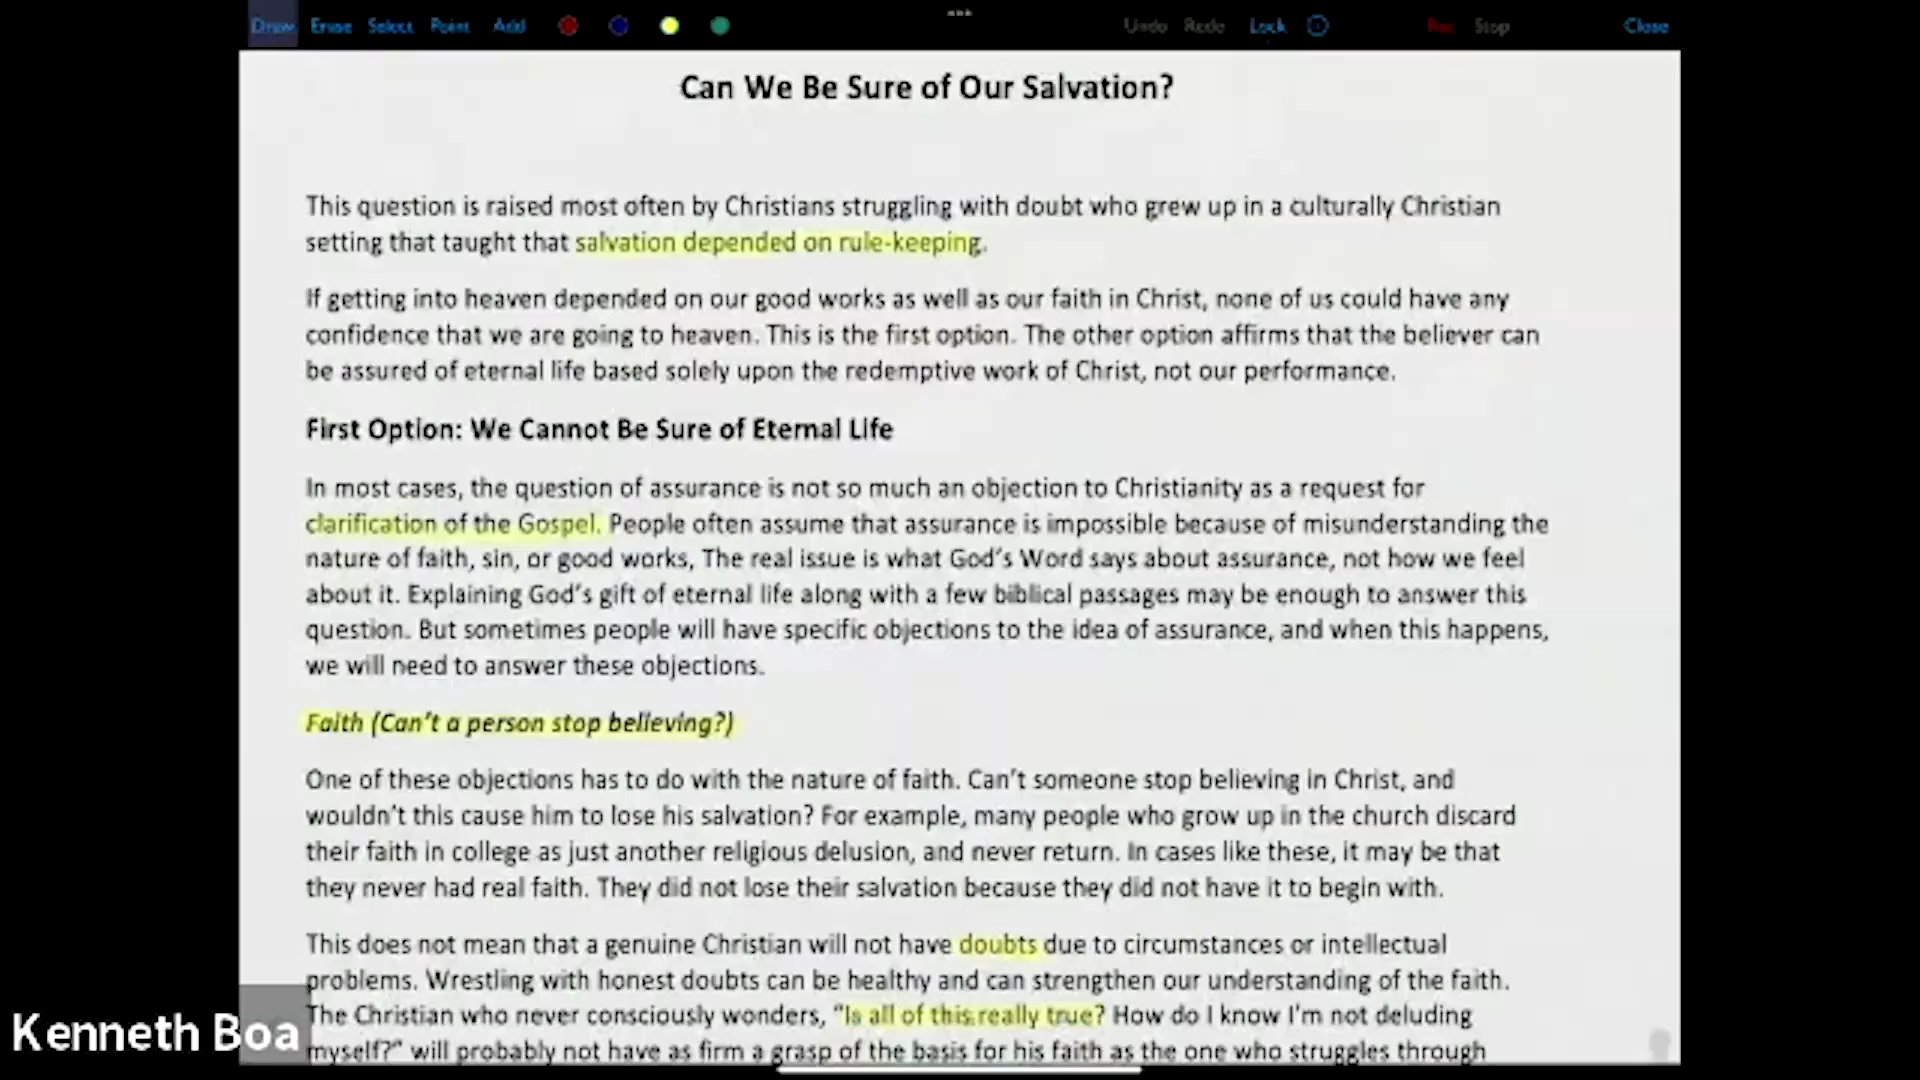 Draw Erase Select Point Add Undo Redo Lock Rec Stop Close
Can We Be Sure of Our Salvation?
This question is raised most often by Christians struggling with doubt who grew up in a culturally Christian
setting that taught that salvation depended on rule-keeping.
If getting into heaven depended on our good works as well as our faith in Christ, none of us could have any
confidence that we are going to heaven. This is the first option. The other option affirms that the believer can
be assured of eternal life based solely upon the redemptive work of Christ, not our performance.
First Option: We Cannot Be Sure of Eternal Life
In most cases, the question of assurance is not so much an objection to Christianity as a request for
clarification of the Gospel. People often assume that assurance is impossible because of misunderstanding the
nature of faith, sin, or good works, The real issue is what God's Word says about assurance, not how we feel
about it. Explaining God's gift of eternal life along with a few biblical passages may be enough to answer this
question. But sometimes people will have specific objections to the idea of assurance, and when this happens,
we will need to answer these objections.
Faith (Can't a person stop believing?)
One of these objections has to do with the nature of faith. Can't someone stop believing in Christ, and
wouldn't this cause him to lose his salvation? For example, many people who grow up in the church discard
their faith in college as just another religious delusion, and never return. In cases like these, it may be that
they never had real faith. They did not lose their salvation because they did not have it to begin with.
This does not mean that a genuine Christian will not have doubts due to circumstances or intellectual
problems. Wrestling with honest doubts can be healthy and can strengthen our understanding of the faith.
The Christian who never consciously wonders, "Is all of this really true? How do I know I'm not deluding
myself?" will probably not have as firm a grasp of the basis for his faith as the one who struggles through
Kenneth Boa